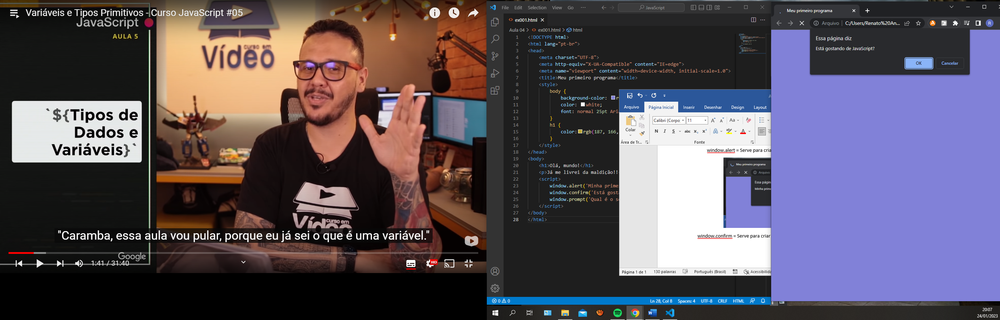 Variáveis e Tipos Primitivos - Curso JavaScript #05
JavaScript
AULA 5
`${Tipos de
Dados e
Variáveis}`
curso em
Vídeo
curso em
Vídeo
"Caramba, essa aula vou pular, porque eu já sei o que é uma variável."
Google
1:41 / 31:40
HD
File Edit Selection View Go ···
JavaScript
ex001.html
Aula 04 > ex001.html > html
1 <!DOCTYPE html>
2 <html lang="pt-br">
3 <head>
4 <meta charset="UTF-8">
5 <meta http-equiv="X-UA-Compatible" content="IE=edge">
6 <meta name="viewport" content="width=device-width, initial-scale=1.0">
7 <title>Meu primeiro programa</title>
8 <style>
9 body {
10 background-color: r
11 color: white;
12 font: normal 25pt Aria
13 }
14 h1 {
15 color: rgb(187, 166,
16 }
17 </style>
18 </head>
19 <body>
20 <h1>Olá, mundo!</h1>
21 <p>Já me livrei da maldição!!
22 <script>
23 window.alert('Minha prime
24 window.confirm('Está gosta
25 window.prompt('Qual é o s
26 </script>
27 </body>
28 </html>
Ln 28, Col 8 Spaces: 4 UTF-8 CRLF HTML
0 0
Arquivo Página Inicial Inserir Desenhar Design Layout
Colar
Calibri (Corpo) 11
Aa
N I S abc x₂ x²
Área de Tr... Fonte
window.alert = Serve para cria
Meu primeiro programa
Arquivo
Essa págin
Minha prime
window.confirm = Serve para criar
Página 1 de 1 130 palavras Português (Brasil) Acessibilida
Meu primeiro programa
Arquivo C:/Users/Renato%20An...
R
Essa página diz
Está gostando de JavaScript?
OK Cancelar
20:07
24/01/2023